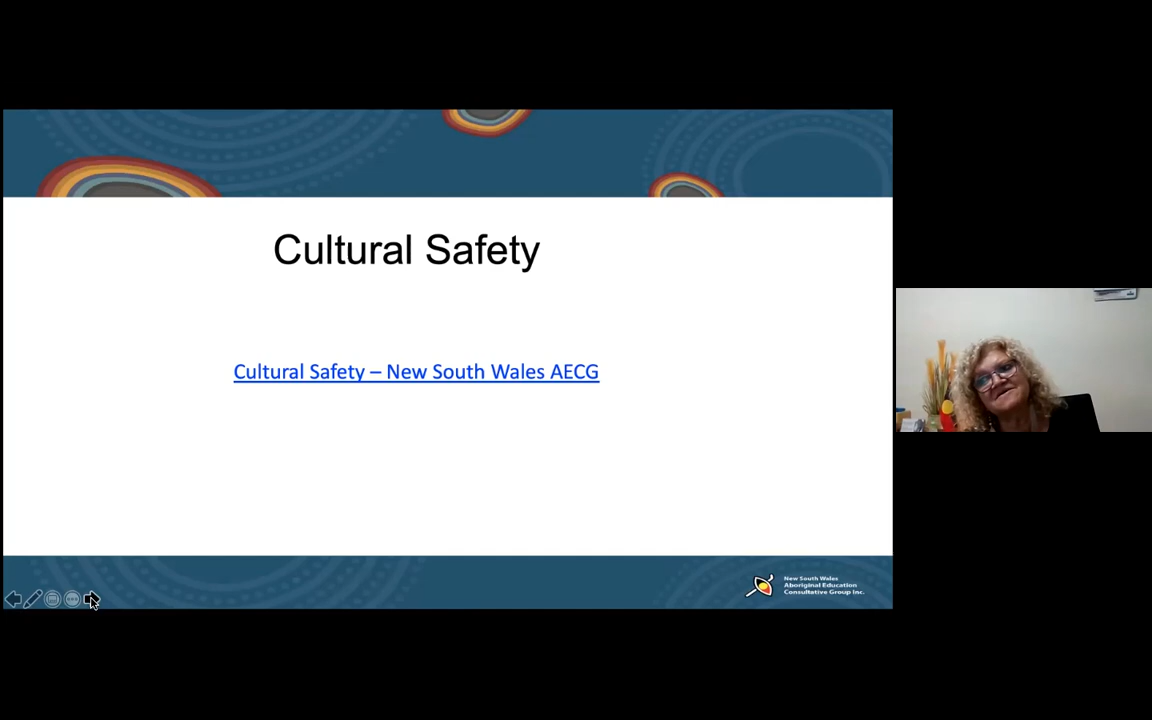 Cultural Safety
Cultural Safety – New South Wales AECG
New South Wales
Aboriginal Education
Consultative Group Inc.